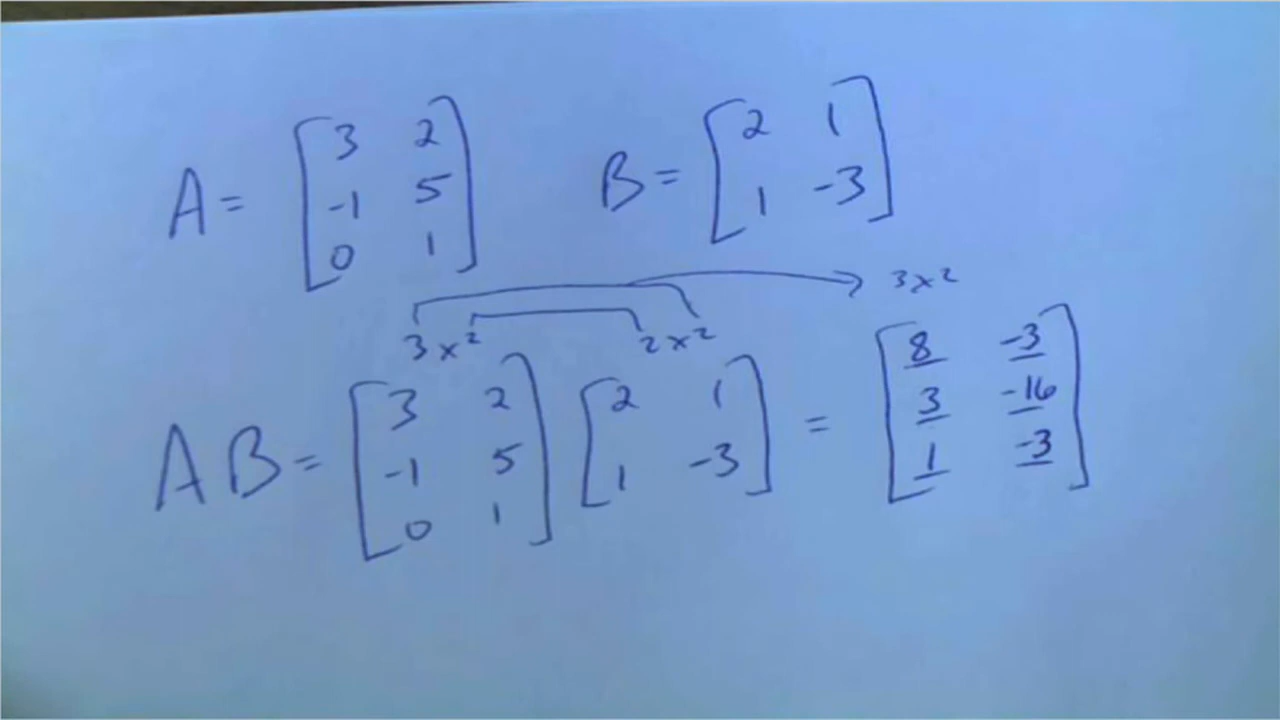 A = [3 2 -1 5 0 1] B = [2 1 1 -3]
3x2 2x2 → 3x2
AB = [3 2 -1 5 0 1] [2 1 1 -3] = [8 -3 3 -16 1 -3]